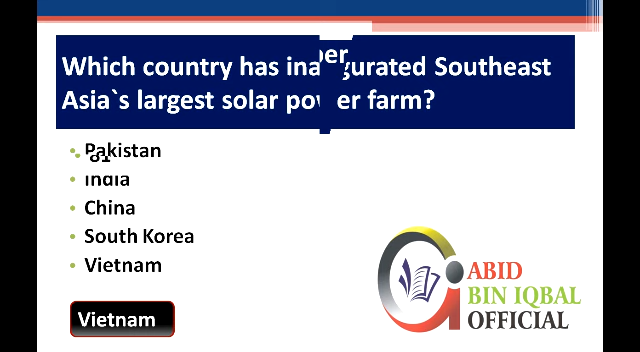 Which country has inaugurated Southeast
Asia`s largest solar power farm?
• Pakistan
• India
• China
• South Korea
• Vietnam
Vietnam
ABID
BIN IQBAL
OFFICIAL